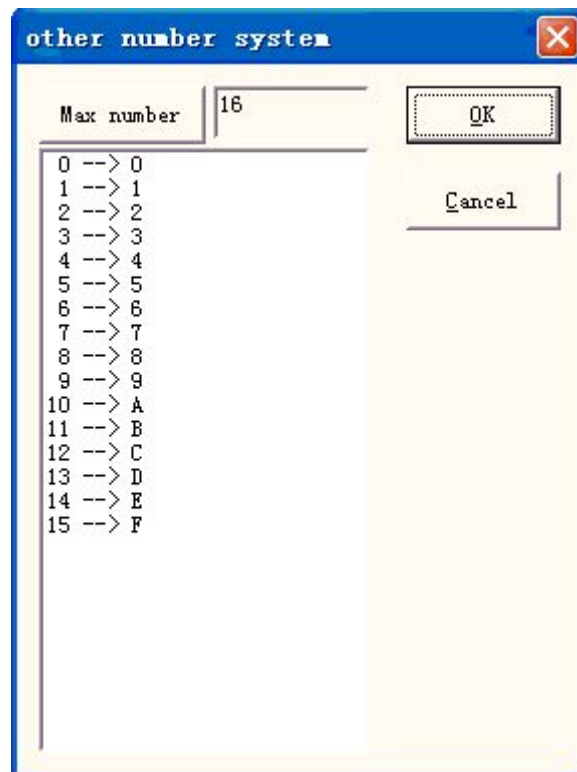 other number system
Max number
16
OK
Cancel
0 --> 0
1 --> 1
2 --> 2
3 --> 3
4 --> 4
5 --> 5
6 --> 6
7 --> 7
8 --> 8
9 --> 9
10 --> A
11 --> B
12 --> C
13 --> D
14 --> E
15 --> F